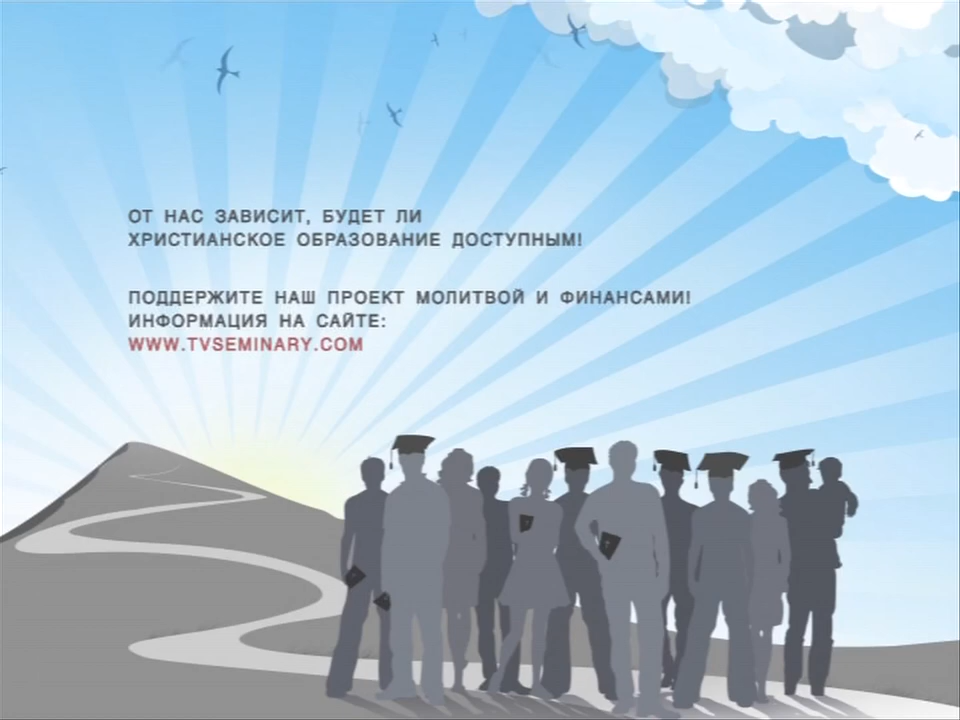 ОТ НАС ЗАВИСИТ, БУДЕТ ЛИ
ХРИСТИАНСКОЕ ОБРАЗОВАНИЕ ДОСТУПНЫМ!
ПОДДЕРЖИТЕ НАШ ПРОЕКТ МОЛИТВОЙ И ФИНАНСАМИ!
ИНФОРМАЦИЯ НА САЙТЕ:
WWW.TVSEMINARY.COM